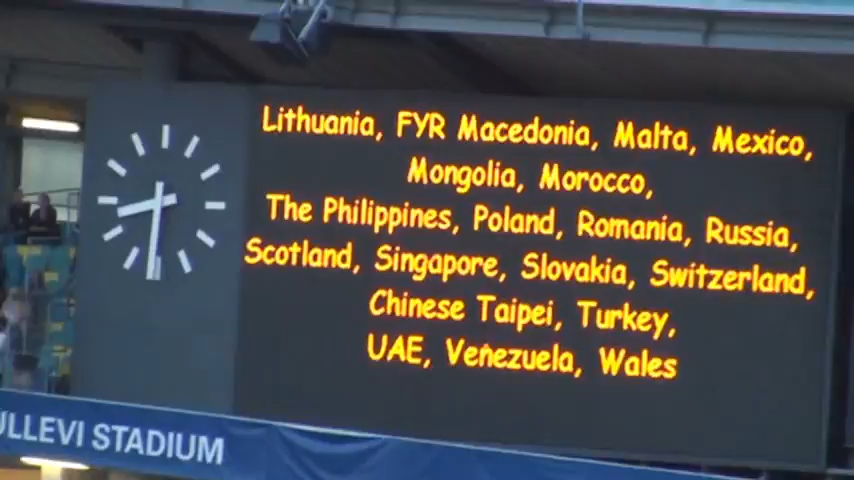 Lithuania, FYR Macedonia, Malta, Mexico,
Mongolia, Morocco,
The Philippines, Poland, Romania, Russia,
Scotland, Singapore, Slovakia, Switzerland,
Chinese Taipei, Turkey,
UAE, Venezuela, Wales
ULLEVI STADIUM